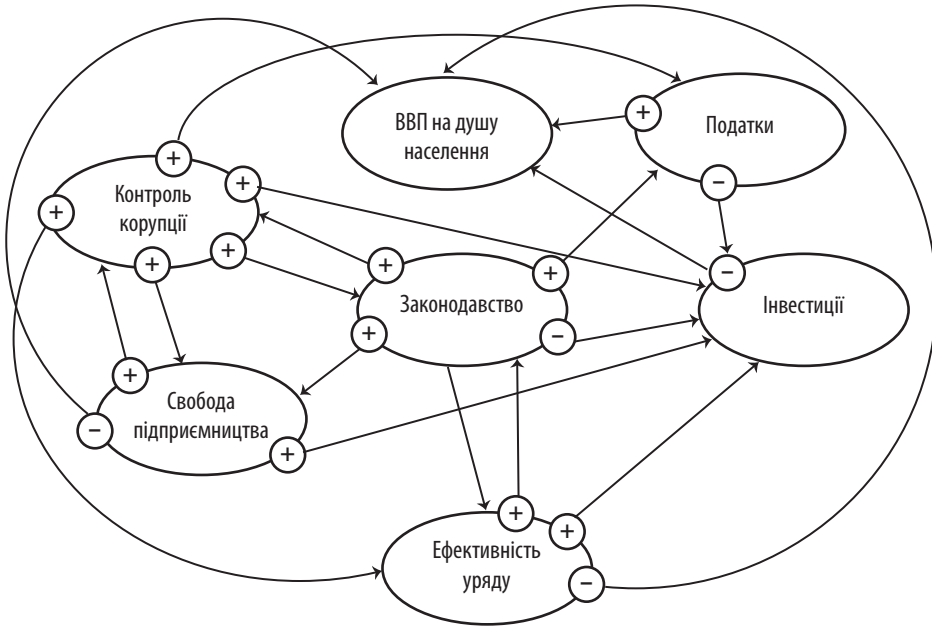 ВВП на душу
населення
Податки
Контроль
корупції
Законодавство
Інвестиції
Свобода
підприємництва
Ефективність
уряду
+
+
+
+
+
+
−
+
+
−
+
−
+
+
−
+
+
+
−